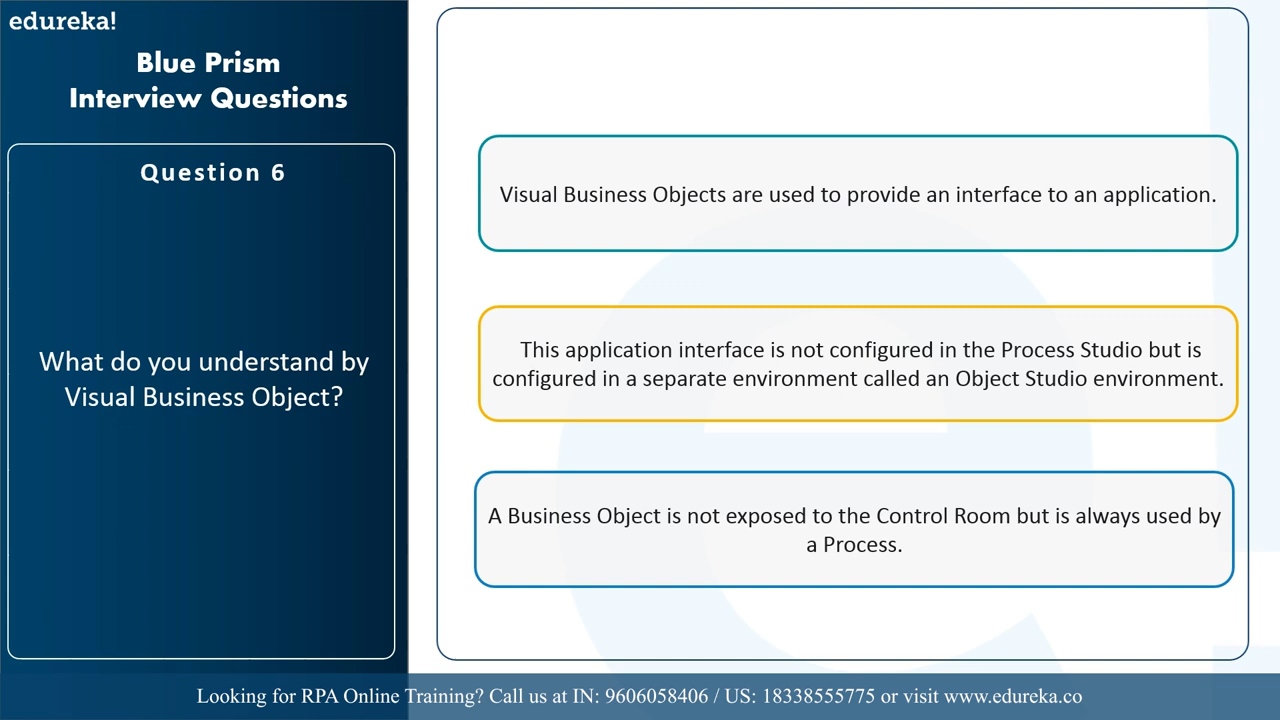 edureka!
Blue Prism
Interview Questions
Question 6
What do you understand by
Visual Business Object?
Visual Business Objects are used to provide an interface to an application.
This application interface is not configured in the Process Studio but is
configured in a separate environment called an Object Studio environment.
A Business Object is not exposed to the Control Room but is always used by
a Process.
Looking for RPA Online Training? Call us at IN: 9606058406 / US: 18338555775 or visit www.edureka.co